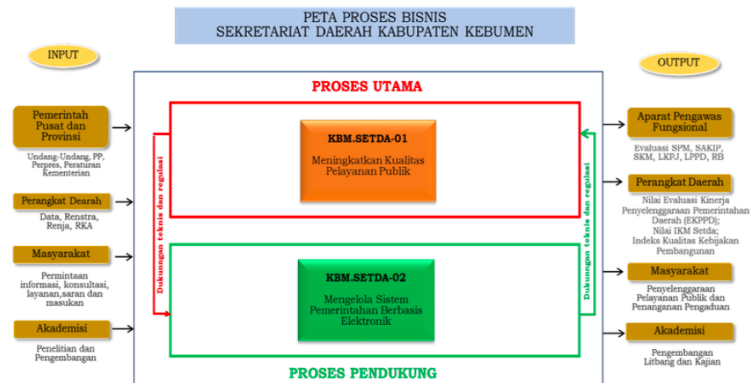 PETA PROSES BISNIS
SEKRETARIAT DAERAH KABUPATEN KEBUMEN
INPUT
Pemerintah
Pusat dan
Provinsi
Undang-Undang, PP,
Perpres, Peraturan
Kementerian
Perangkat Dearah
Data, Renstra,
Renja, RKA
Masyarakat
Permintaan
informasi, konsultasi,
layanan,saran dan
masukan
Akademisi
Penelitian dan
Pengembangan
PROSES UTAMA
Dukunngan teknis dan regulasi
KBM.SETDA-01
Meningkatkan Kualitas
Pelayanan Publik
Dukunngan teknis dan regulasi
KBM.SETDA-02
Mengelola Sistem
Pemerintahan Berbasis
Elektronik
PROSES PENDUKUNG
OUTPUT
Aparat Pengawas
Fungsional
Evaluasi SPM, SAKIP,
SKM, LKPJ, LPPD, RB
Perangkat Daerah
Nilai Evaluasi Kinerja
Penyelenggaraan Pemerintahan
Daerah (EKPPD);
Nilai IKM Setda;
Indeks Kualitas Kebijakan
Pembangunan
Masyarakat
Penyelenggaraan
Pelayanan Publik dan
Penanganan Pengaduan
Akademisi
Pengembangan
Litbang dan Kajian